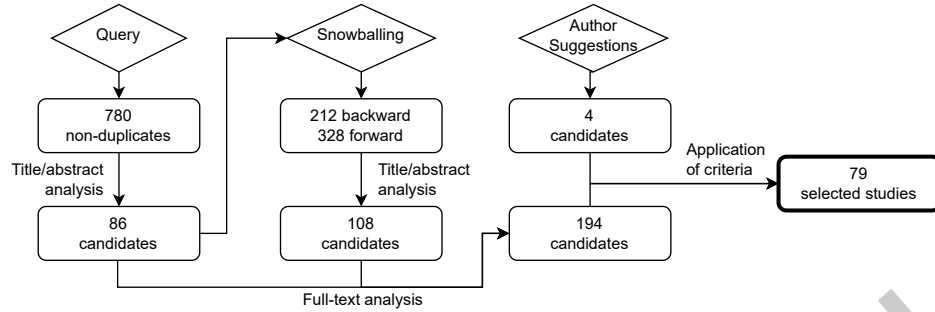 Query
Snowballing
Author
Suggestions
780
non-duplicates
212 backward
328 forward
4
candidates
Title/abstract
analysis
Title/abstract
analysis
Application
of criteria
79
selected studies
86
candidates
108
candidates
194
candidates
Full-text analysis